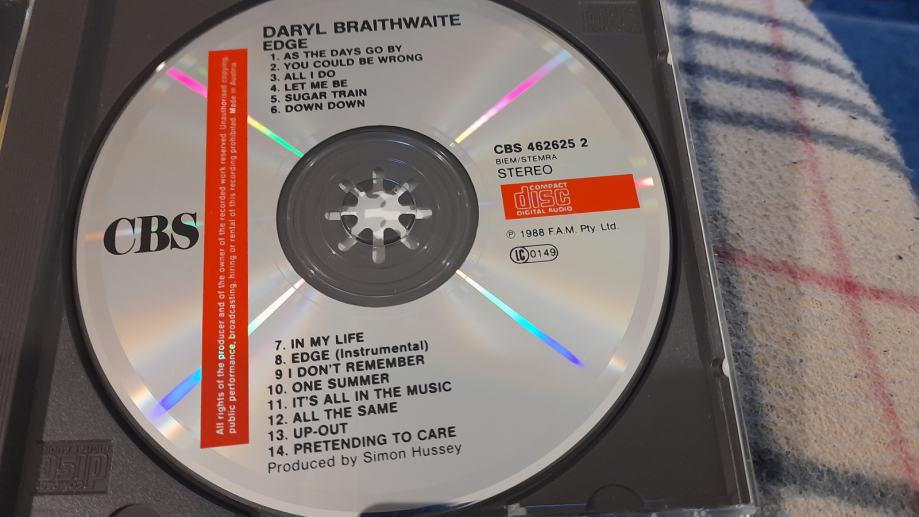 DARYL BRAITHWAITE
EDGE
1. AS THE DAYS GO BY
2. YOU COULD BE WRONG
3. ALL I DO
4. LET ME BE
5. SUGAR TRAIN
6. DOWN DOWN
CBS 462625 2
BIEM/STEMRA
STEREO
COMPACT
disc
DIGITAL AUDIO
℗ 1988 F.A.M. Pty. Ltd.
LC 0149
CBS
All rights of the producer and of the owner of the recorded work reserved. Unauthorised copying,
public performance, broadcasting, hiring or rental of this recording prohibited. Made in Austria
7. IN MY LIFE
8. EDGE (Instrumental)
9 I DON'T REMEMBER
10. ONE SUMMER
11. IT'S ALL IN THE MUSIC
12. ALL THE SAME
13. UP-OUT
14. PRETENDING TO CARE
Produced by Simon Hussey